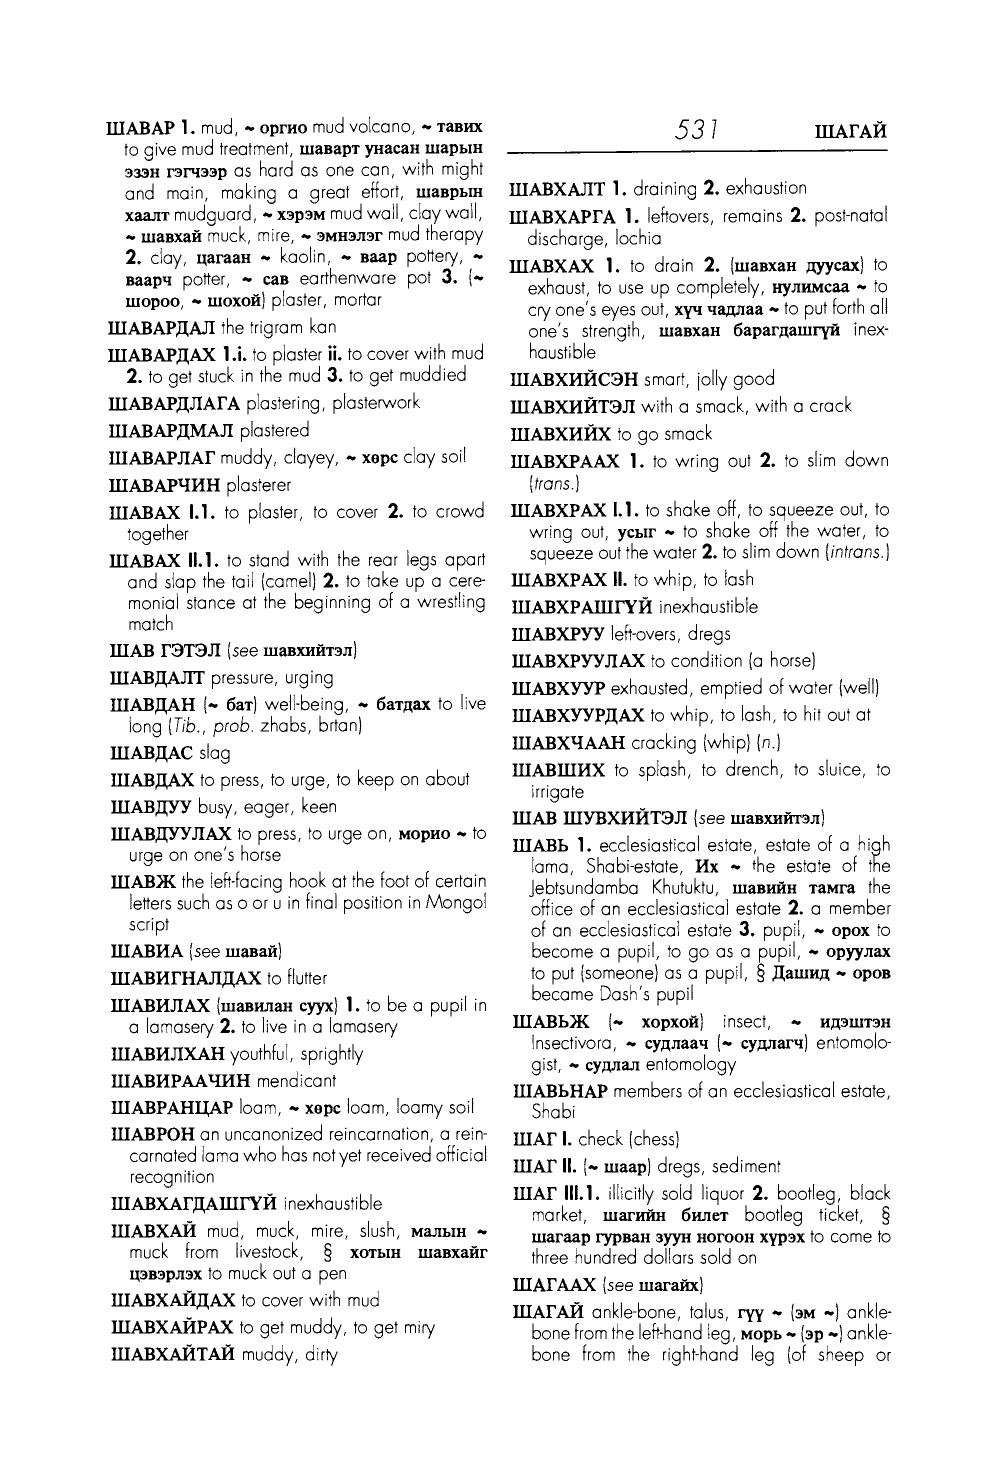 ШАВАР 1. mud, ~ оргио mud volcano, ~ тавих
to give mud treatment, шаварт унасан шарын
эзэн гэгчээр as hard as one can, with might
and main, making a great effort, шаврын
хаалт mudguard, ~ хэрэм mud wall, clay wall,
~ шавхай muck, mire, ~ эмнэлэг mud therapy
2. clay, цагаан ~ kaolin, ~ ваар pottery, ~
ваарч potter, ~ сав earthenware pot 3. (~
шороо, ~ шохой) plaster, mortar
ШАВАРДАЛ the trigram kan
ШАВАРДАХ 1.i. to plaster ii. to cover with mud
2. to get stuck in the mud 3. to get muddied
ШАВАРДЛАГА plastering, plasterwork
ШАВАРДМАЛ plastered
ШАВАРЛАГ muddy, clayey, ~ хөрс clay soil
ШАВАРЧИН plasterer
ШАВАХ I.1. to plaster, to cover 2. to crowd
together
ШАВАХ II.1. to stand with the rear legs apart
and slap the tail (camel) 2. to take up a cere-
monial stance at the beginning of a wrestling
match
ШАВ ГЭТЭЛ (see шавхийтэл)
ШАВДАЛТ pressure, urging
ШАВДАН (~ бат) well-being, ~ батдах to live
long (Tib., prob. zhabs, brtan)
ШАВДАС slag
ШАВДАХ to press, to urge, to keep on about
ШАВДУУ busy, eager, keen
ШАВДУУЛАХ to press, to urge on, морио ~ to
urge on one's horse
ШАВЖ the left-facing hook at the foot of certain
letters such as o or u in final position in Mongol
script
ШАВИА (see шавай)
ШАВИГНАЛДАХ to flutter
ШАВИЛАХ (шавилан суух) 1. to be a pupil in
a lamasery 2. to live in a lamasery
ШАВИЛХАН youthful, sprightly
ШАВИРААЧИН mendicant
ШАВРАНЦАР loam, ~ хөрс loam, loamy soil
ШАВРОН an uncanonized reincarnation, a rein-
carnated lama who has not yet received official
recognition
ШАВХАГДАШГҮЙ inexhaustible
ШАВХАЙ mud, muck, mire, slush, малын ~
muck from livestock, § хотын шавхайг
цэвэрлэх to muck out a pen
ШАВХАЙДАХ to cover with mud
ШАВХАЙРАХ to get muddy, to get miry
ШАВХАЙТАЙ muddy, dirty
531 ШАГАЙ
ШАВХАЛТ 1. draining 2. exhaustion
ШАВХАРГА 1. leftovers, remains 2. post-natal
discharge, lochia
ШАВХАХ 1. to drain 2. (шавхан дуусах) to
exhaust, to use up completely, нулимсаа ~ to
cry one's eyes out, хүч чадлаа ~ to put forth all
one's strength, шавхан барагдашгүй inex-
haustible
ШАВХИЙСЭН smart, jolly good
ШАВХИЙТЭЛ with a smack, with a crack
ШАВХИЙХ to go smack
ШАВХРААХ 1. to wring out 2. to slim down
(trans.)
ШАВХРАХ I.1. to shake off, to squeeze out, to
wring out, усыг ~ to shake off the water, to
squeeze out the water 2. to slim down (intrans.)
ШАВХРАХ II. to whip, to lash
ШАВХРАШГҮЙ inexhaustible
ШАВХРУУ left-overs, dregs
ШАВХРУУЛАХ to condition (a horse)
ШАВХУУР exhausted, emptied of water (well)
ШАВХУУРДАХ to whip, to lash, to hit out at
ШАВХЧААН cracking (whip) (n.)
ШАВШИХ to splash, to drench, to sluice, to
irrigate
ШАВ ШУВХИЙТЭЛ (see шавхийтэл)
ШАВЬ 1. ecclesiastical estate, estate of a high
lama, Shabi-estate, Их ~ the estate of the
Jebtsundamba Khutuktu, шавийн тамга the
office of an ecclesiastical estate 2. a member
of an ecclesiastical estate 3. pupil, ~ орох to
become a pupil, to go as a pupil, ~ оруулах
to put (someone) as a pupil, § Дашид ~ оров
became Dash's pupil
ШАВЬЖ (~ хорхой) insect, ~ идэштэн
Insectivora, ~ судлаач (~ судлагч) entomolo-
gist, ~ судлал entomology
ШАВЬНАР members of an ecclesiastical estate,
Shabi
ШАГ I. check (chess)
ШАГ II. (~ шаар) dregs, sediment
ШАГ III.1. illicitly sold liquor 2. bootleg, black
market, шагийн билет bootleg ticket, §
шагаар гурван зуун ногоон хүрэх to come to
three hundred dollars sold on
ШАГААХ (see шагайх)
ШАГАЙ ankle-bone, talus, гүү ~ (эм ~) ankle-
bone from the left-hand leg, морь ~ (эр ~) ankle-
bone from the right-hand leg (of sheep or